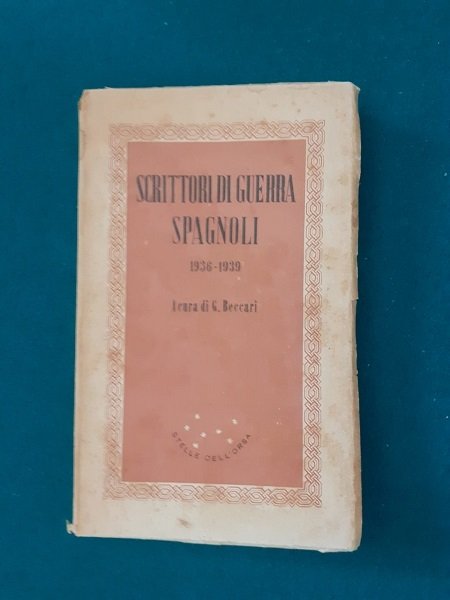 SCRITTORI DI GUERRA
SPAGNOLI
1936-1939
A cura di G. Beccari
STELLE DELL'ORSA